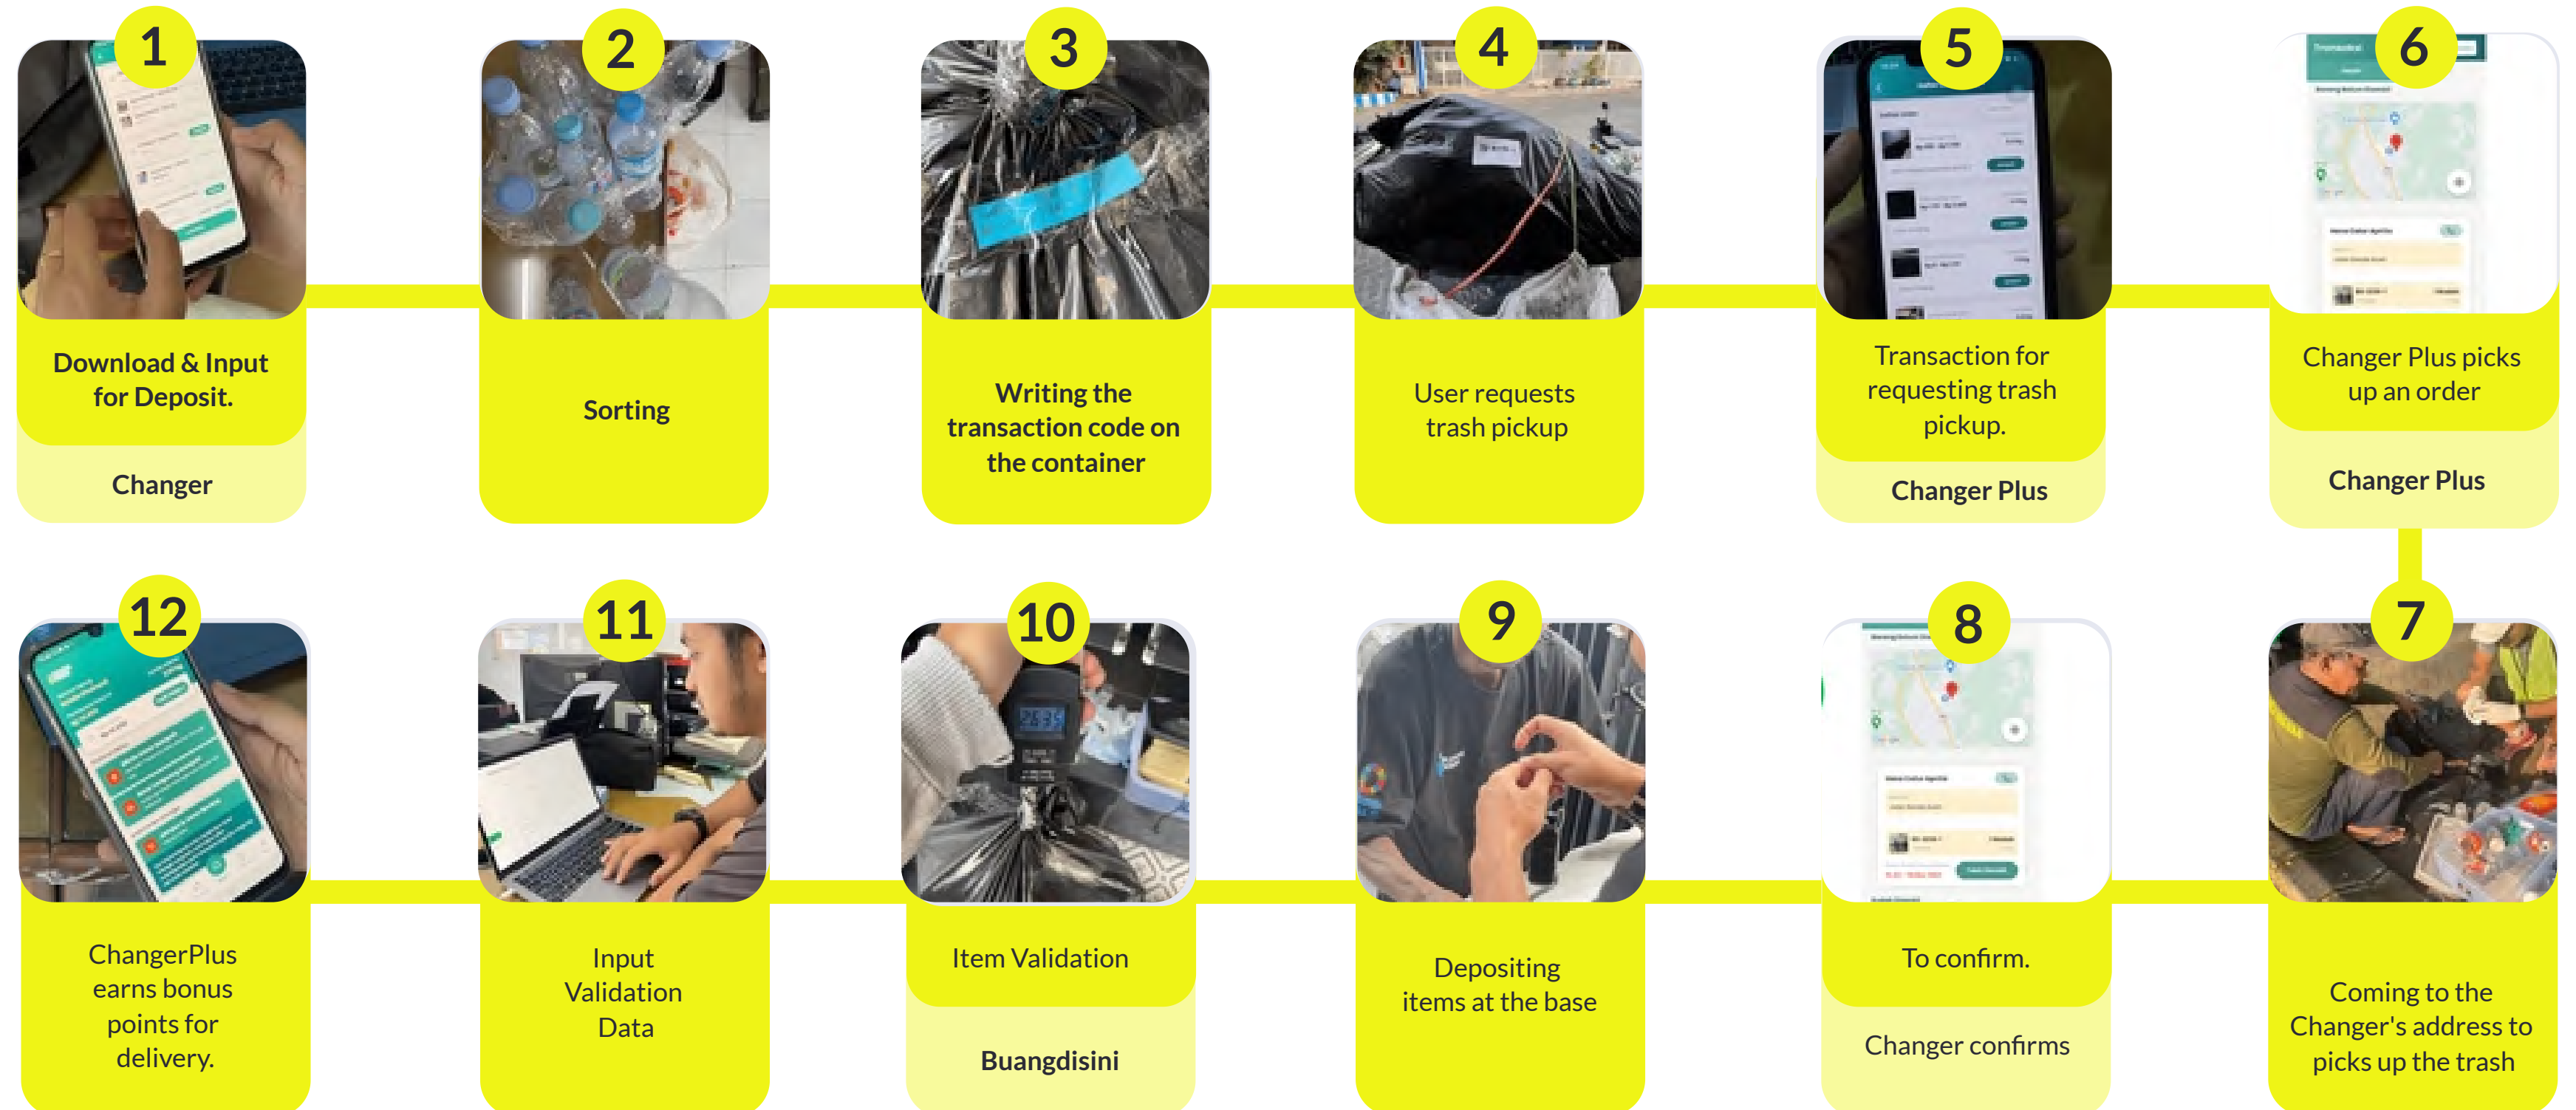 1
2
3
4
5
6
Download & Input
for Deposit.
Changer
Sorting
Writing the
transaction code on
the container
User requests
trash pickup
Transaction for
requesting trash
pickup.
Changer Plus
Changer Plus picks
up an order
Changer Plus
7
Coming to the
Changer's address to
picks up the trash
8
To confirm.
Changer confirms
9
Depositing
items at the base
10
Item Validation
Buangdisini
11
Input
Validation
Data
12
ChangerPlus
earns bonus
points for
delivery.